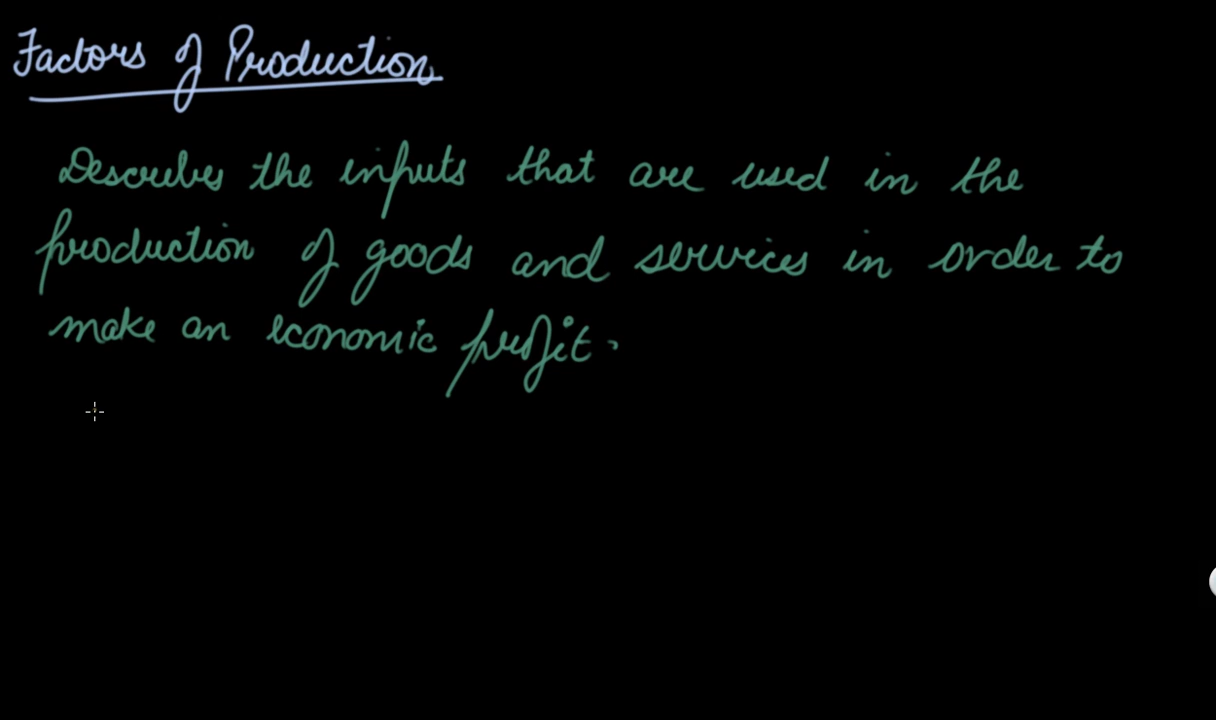 Factors of Production
Describes the inputs that are used in the
production of goods and services in order to
make an economic profit.